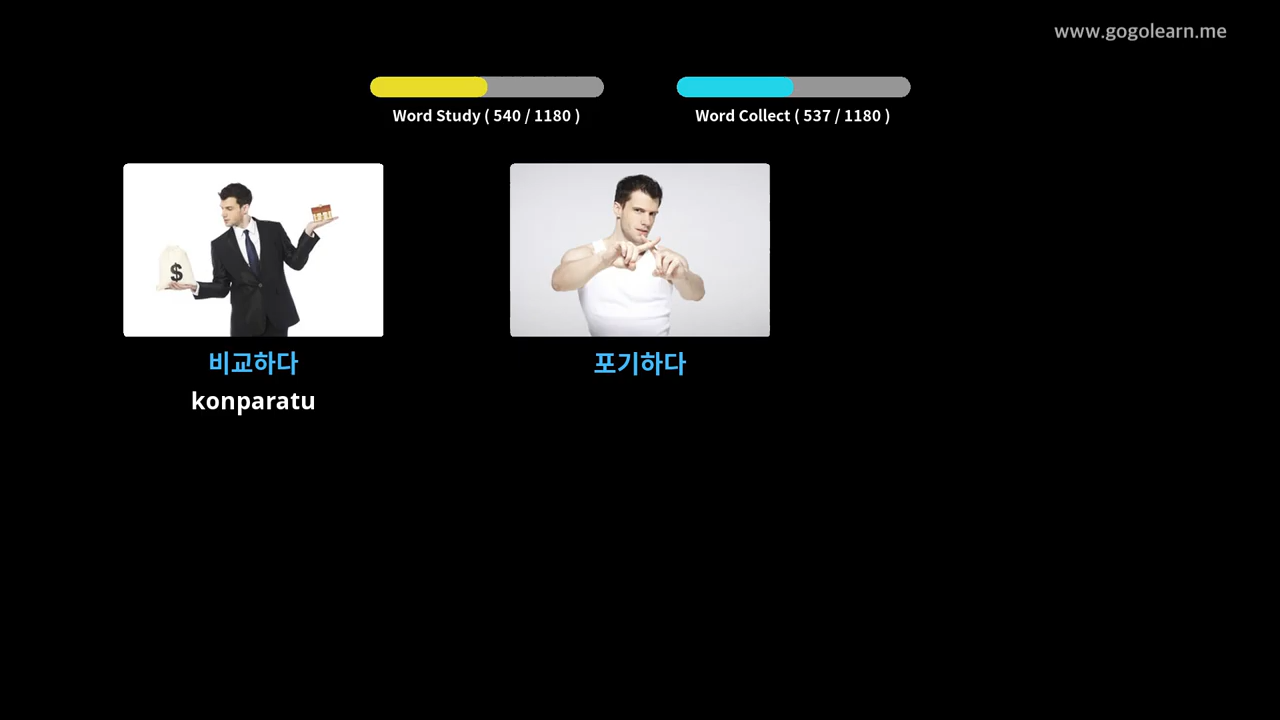 www.gogolearn.me
Word Study ( 540 / 1180 )
Word Collect ( 537 / 1180 )
$
비교하다
포기하다
konparatu